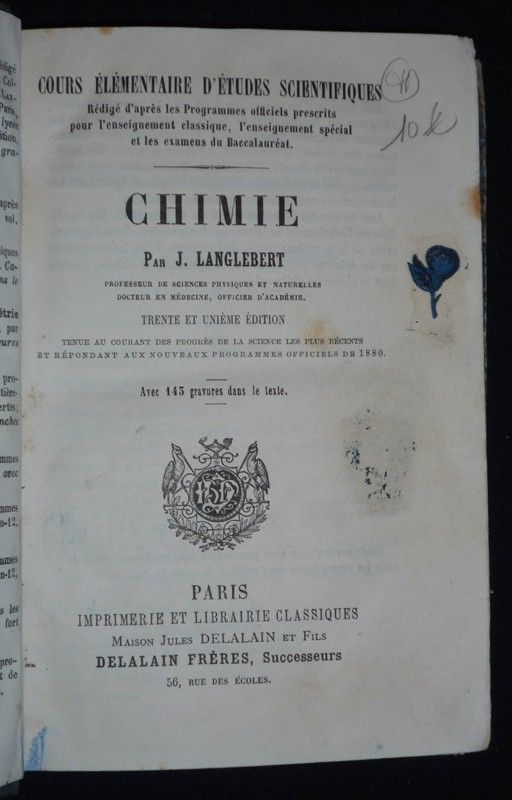 COURS ÉLÉMENTAIRE D'ÉTUDES SCIENTIFIQUES
Rédigé d'après les Programmes officiels prescrits
pour l'enseignement classique, l'enseignement spécial
et les examens du Baccalauréat.
CHIMIE
PAR J. LANGLEBERT
PROFESSEUR DE SCIENCES PHYSIQUES ET NATURELLES
DOCTEUR EN MÉDECINE, OFFICIER D'ACADÉMIE.
TRENTE ET UNIÈME ÉDITION
TENUE AU COURANT DES PROGRÈS DE LA SCIENCE LES PLUS RÉCENTS
ET RÉPONDANT AUX NOUVEAUX PROGRAMMES OFFICIELS DE 1880.
Avec 143 gravures dans le texte.
PARIS
IMPRIMERIE ET LIBRAIRIE CLASSIQUES
MAISON JULES DELALAIN ET FILS
DELALAIN FRÈRES, Successeurs
56, RUE DES ÉCOLES.